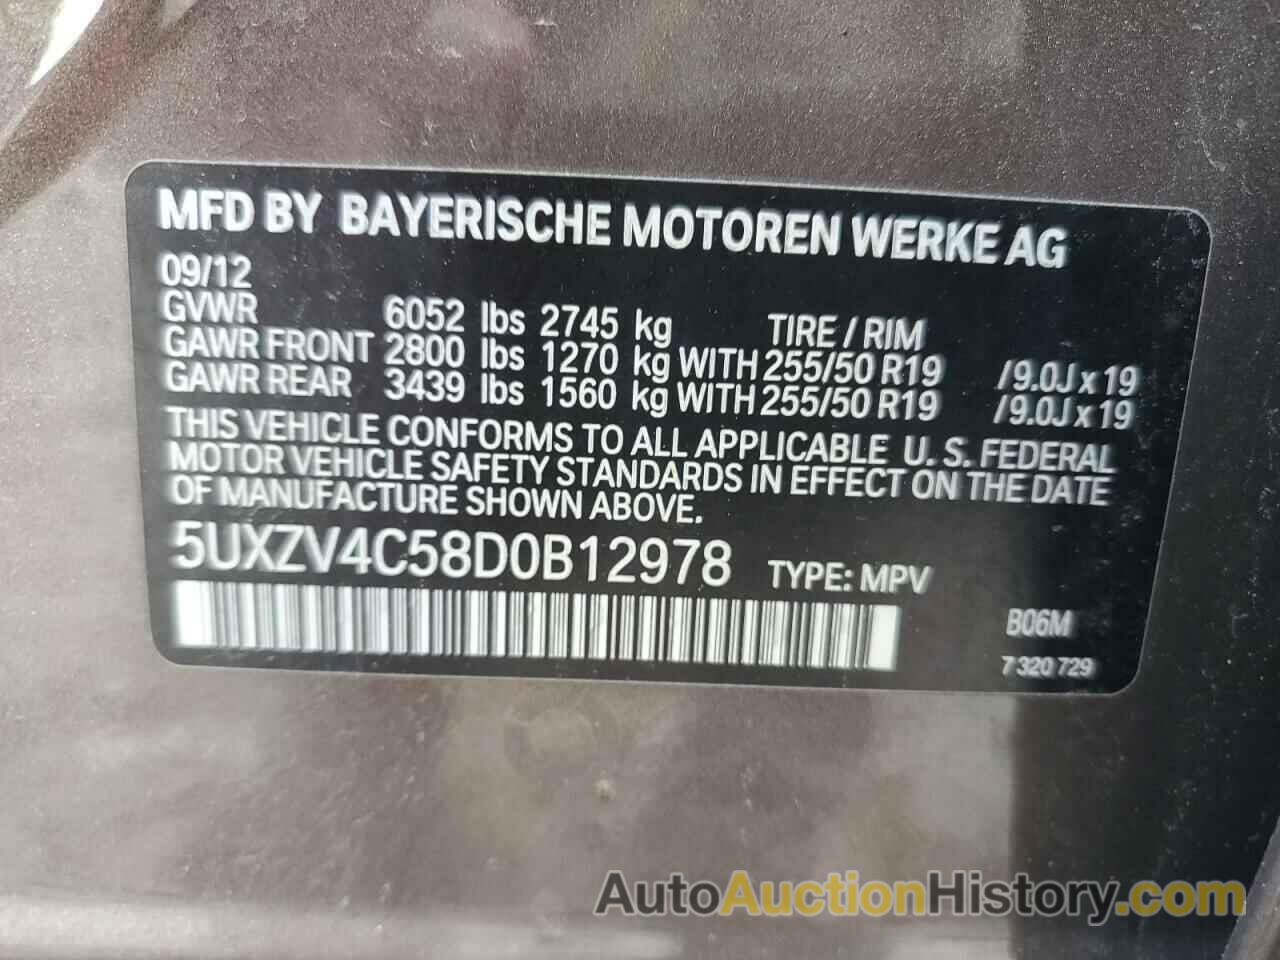 MFD BY BAYERISCHE MOTOREN WERKE AG
09/12
GVWR 6052 lbs 2745 kg TIRE / RIM
GAWR FRONT 2800 lbs 1270 kg WITH 255/50 R19 /9.0J x 19
GAWR REAR 3439 lbs 1560 kg WITH 255/50 R19 /9.0J x 19
THIS VEHICLE CONFORMS TO ALL APPLICABLE U. S. FEDERAL
MOTOR VEHICLE SAFETY STANDARDS IN EFFECT ON THE DATE
OF MANUFACTURE SHOWN ABOVE.
5UXZV4C58D0B12978 TYPE: MPV
B06M
7 320 729
AutoAuctionHistory.com